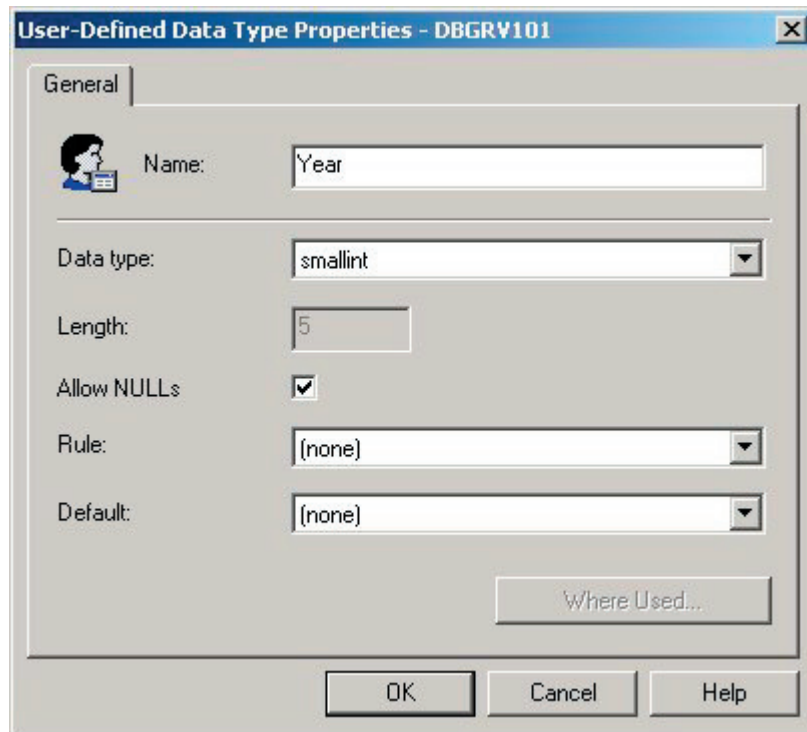 User-Defined Data Type Properties - DBGRV101
General
Name: Year
Data type: smallint
Length: 5
Allow NULLs
Rule: (none)
Default: (none)
Where Used...
OK Cancel Help